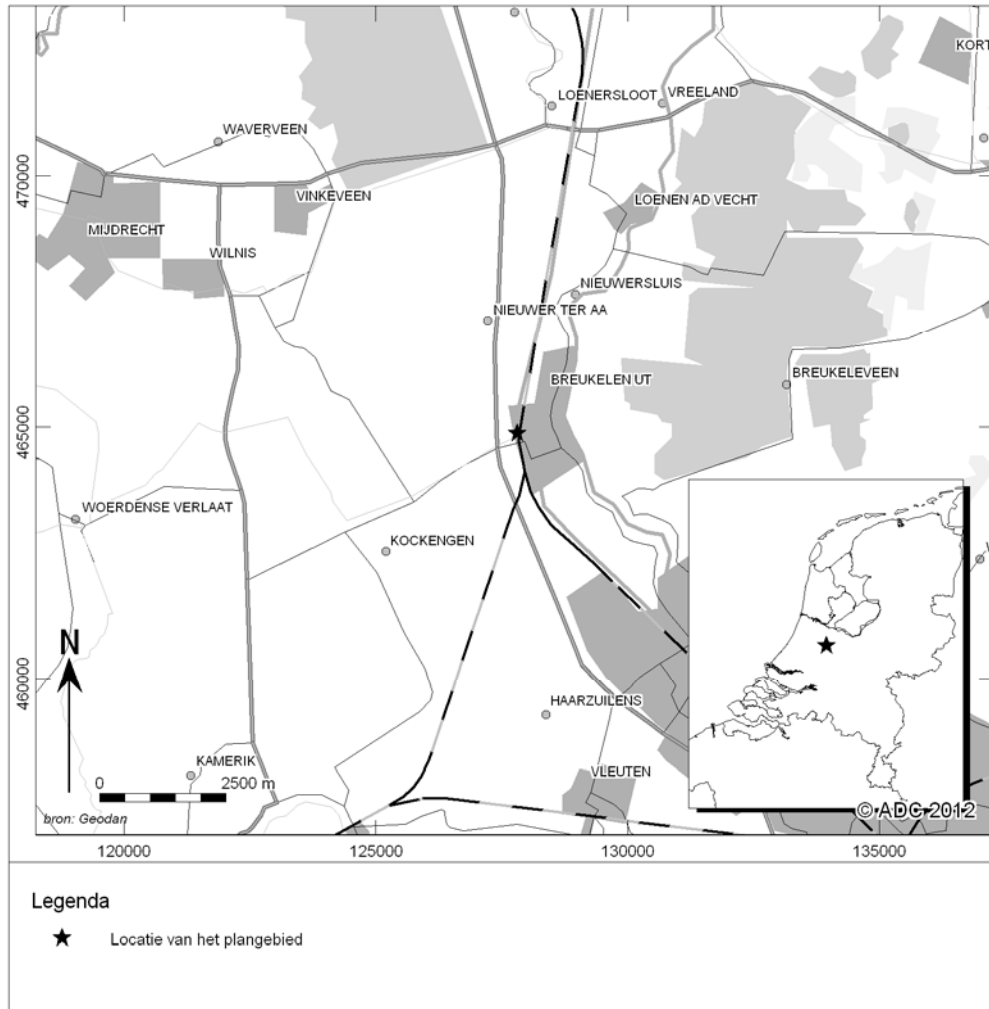 KORT
LOENERSLOOT
VREELAND
WAVERVEEN
470000
VINKEVEEN
LOENEN AD VECHT
MIJDRECHT
WILNIS
NIEUWERSLUIS
NIEUWER TER AA
BREUKELEN UT
BREUKELEVEEN
465000
WOERDENSE VERLAAT
KOCKENGEN
N
460000
HAARZUILENS
KAMERIK
VLEUTEN
0 2500 m
bron: Geodan
© ADC 2012
120000 125000 130000 135000
Legenda
Locatie van het plangebied